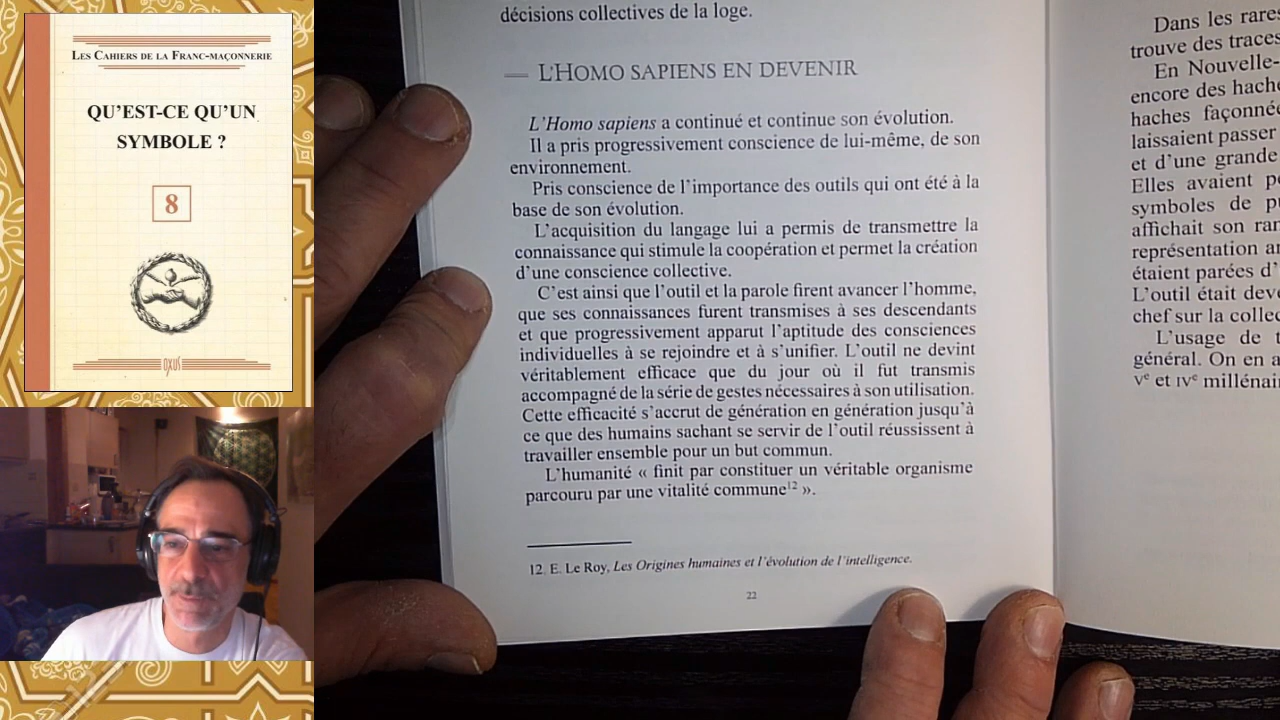 LES CAHIERS DE LA FRANC-MAÇONNERIE
QU'EST-CE QU'UN
SYMBOLE ?
8
OXUS
décisions collectives de la loge.
L'HOMO SAPIENS EN DEVENIR
L'Homo sapiens a continué et continue son évolution.
Il a pris progressivement conscience de lui-même, de son
environnement.
Pris conscience de l'importance des outils qui ont été à la
base de son évolution.
L'acquisition du langage lui a permis de transmettre la
connaissance qui stimule la coopération et permet la création
d'une conscience collective.
C'est ainsi que l'outil et la parole firent avancer l'homme,
que ses connaissances furent transmises à ses descendants
et que progressivement apparut l'aptitude des consciences
individuelles à se rejoindre et à s'unifier. L'outil ne devint
véritablement efficace que du jour où il fut transmis
accompagné de la série de gestes nécessaires à son utilisation.
Cette efficacité s'accrut de génération en génération jusqu'à
ce que des humains sachant se servir de l'outil réussissent à
travailler ensemble pour un but commun.
L'humanité « finit par constituer un véritable organisme
parcouru par une vitalité commune12 ».
12. E. Le Roy, Les Origines humaines et l'évolution de l'intelligence.
22
Dans les rares
trouve des traces
En Nouvelle-
encore des hache
haches façonné
laissaient passer
et d'une grande
Elles avaient
symboles de
affichait son
représentation
étaient parées d'
L'outil était
chef sur la
L'usage de
général. On en a
Ve et IVe